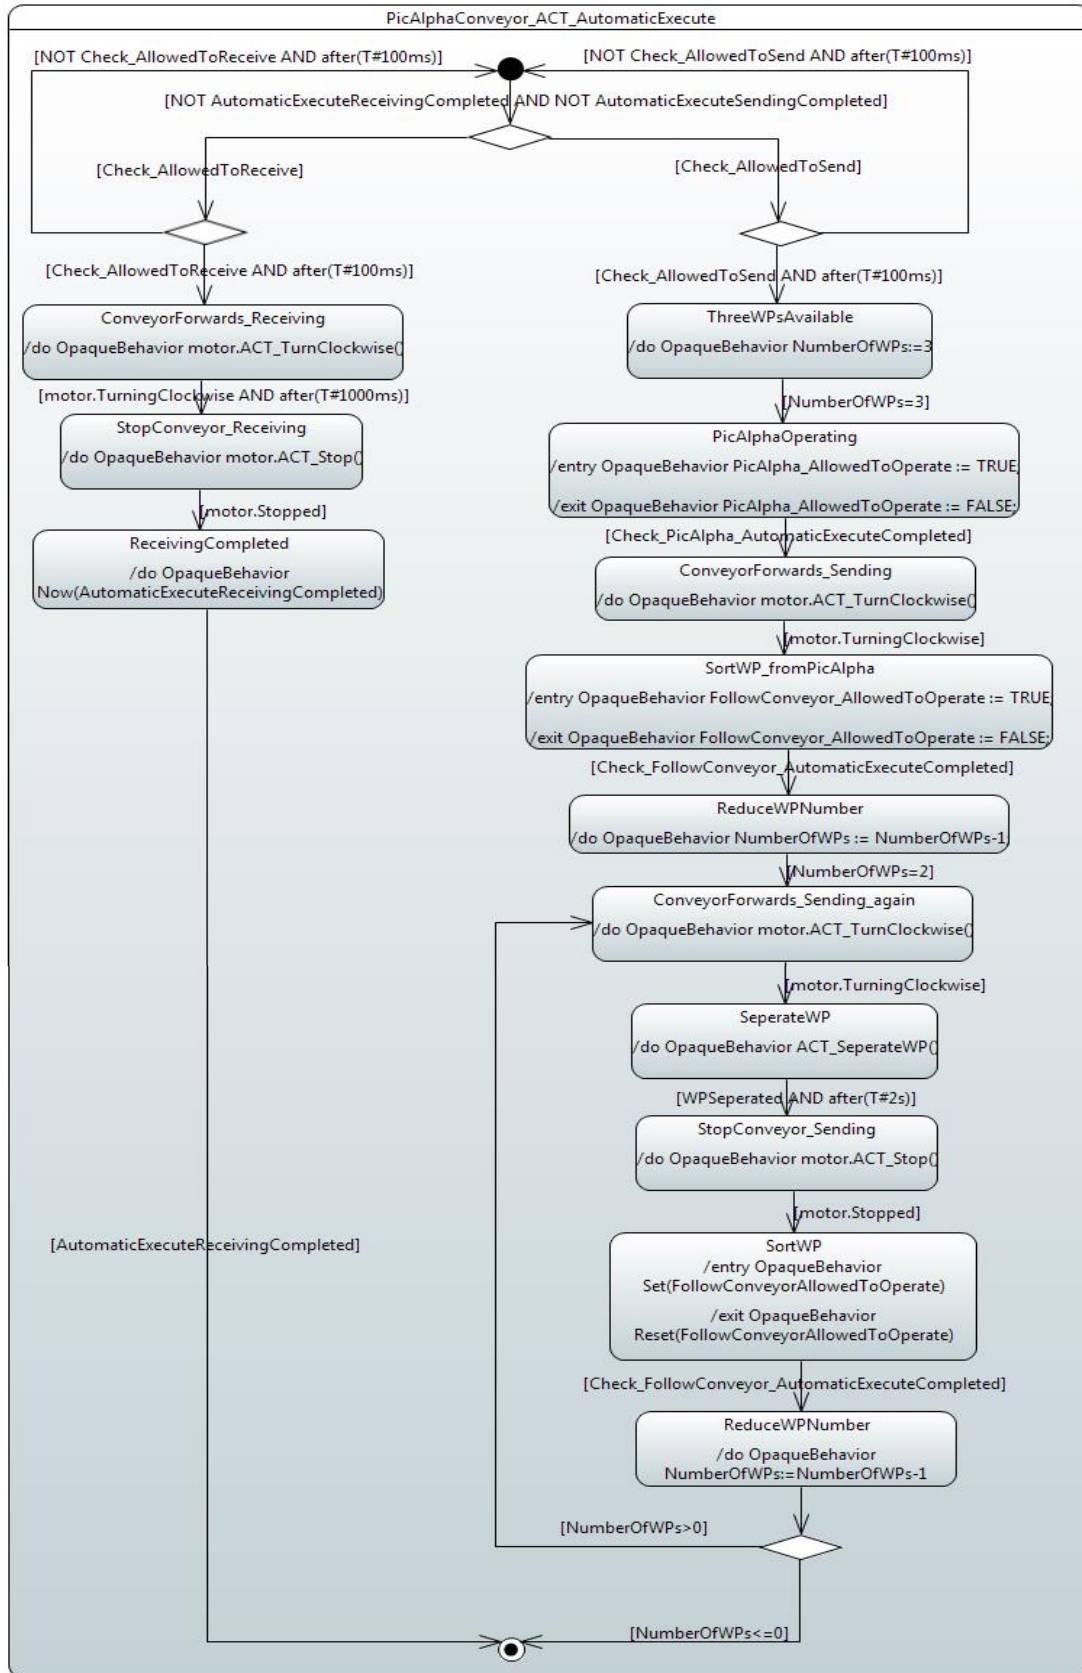 PicAlphaConveyor_ACT_AutomaticExecute
[NOT Check_AllowedToReceive AND after(T#100ms)]
[NOT Check_AllowedToSend AND after(T#100ms)]
[NOT AutomaticExecuteReceivingCompleted AND NOT AutomaticExecuteSendingCompleted]
[Check_AllowedToReceive]
[Check_AllowedToSend]
[Check_AllowedToReceive AND after(T#100ms)]
[Check_AllowedToSend AND after(T#100ms)]
ConveyorForwards_Receiving
/do OpaqueBehavior motor.ACT_TurnClockwise()
[motor.TurningClockwise AND after(T#1000ms)]
StopConveyor_Receiving
/do OpaqueBehavior motor.ACT_Stop()
[motor.Stopped]
ReceivingCompleted
/do OpaqueBehavior
Now(AutomaticExecuteReceivingCompleted)
[AutomaticExecuteReceivingCompleted]
ThreeWPsAvailable
/do OpaqueBehavior NumberOfWPs:=3
[NumberOfWPs=3]
PicAlphaOperating
/entry OpaqueBehavior PicAlpha_AllowedToOperate := TRUE;
/exit OpaqueBehavior PicAlpha_AllowedToOperate := FALSE;
[Check_PicAlpha_AutomaticExecuteCompleted]
ConveyorForwards_Sending
/do OpaqueBehavior motor.ACT_TurnClockwise()
[motor.TurningClockwise]
SortWP_fromPicAlpha
/entry OpaqueBehavior FollowConveyor_AllowedToOperate := TRUE;
/exit OpaqueBehavior FollowConveyor_AllowedToOperate := FALSE;
[Check_FollowConveyor_AutomaticExecuteCompleted]
ReduceWPNumber
/do OpaqueBehavior NumberOfWPs := NumberOfWPs-1;
[NumberOfWPs=2]
ConveyorForwards_Sending_again
/do OpaqueBehavior motor.ACT_TurnClockwise()
[motor.TurningClockwise]
SeperateWP
/do OpaqueBehavior ACT_SeperateWP()
[WPSeperated AND after(T#2s)]
StopConveyor_Sending
/do OpaqueBehavior motor.ACT_Stop()
[motor.Stopped]
SortWP
/entry OpaqueBehavior
Set(FollowConveyorAllowedToOperate)
/exit OpaqueBehavior
Reset(FollowConveyorAllowedToOperate)
[Check_FollowConveyor_AutomaticExecuteCompleted]
ReduceWPNumber
/do OpaqueBehavior
NumberOfWPs:=NumberOfWPs-1
[NumberOfWPs>0]
[NumberOfWPs<=0]